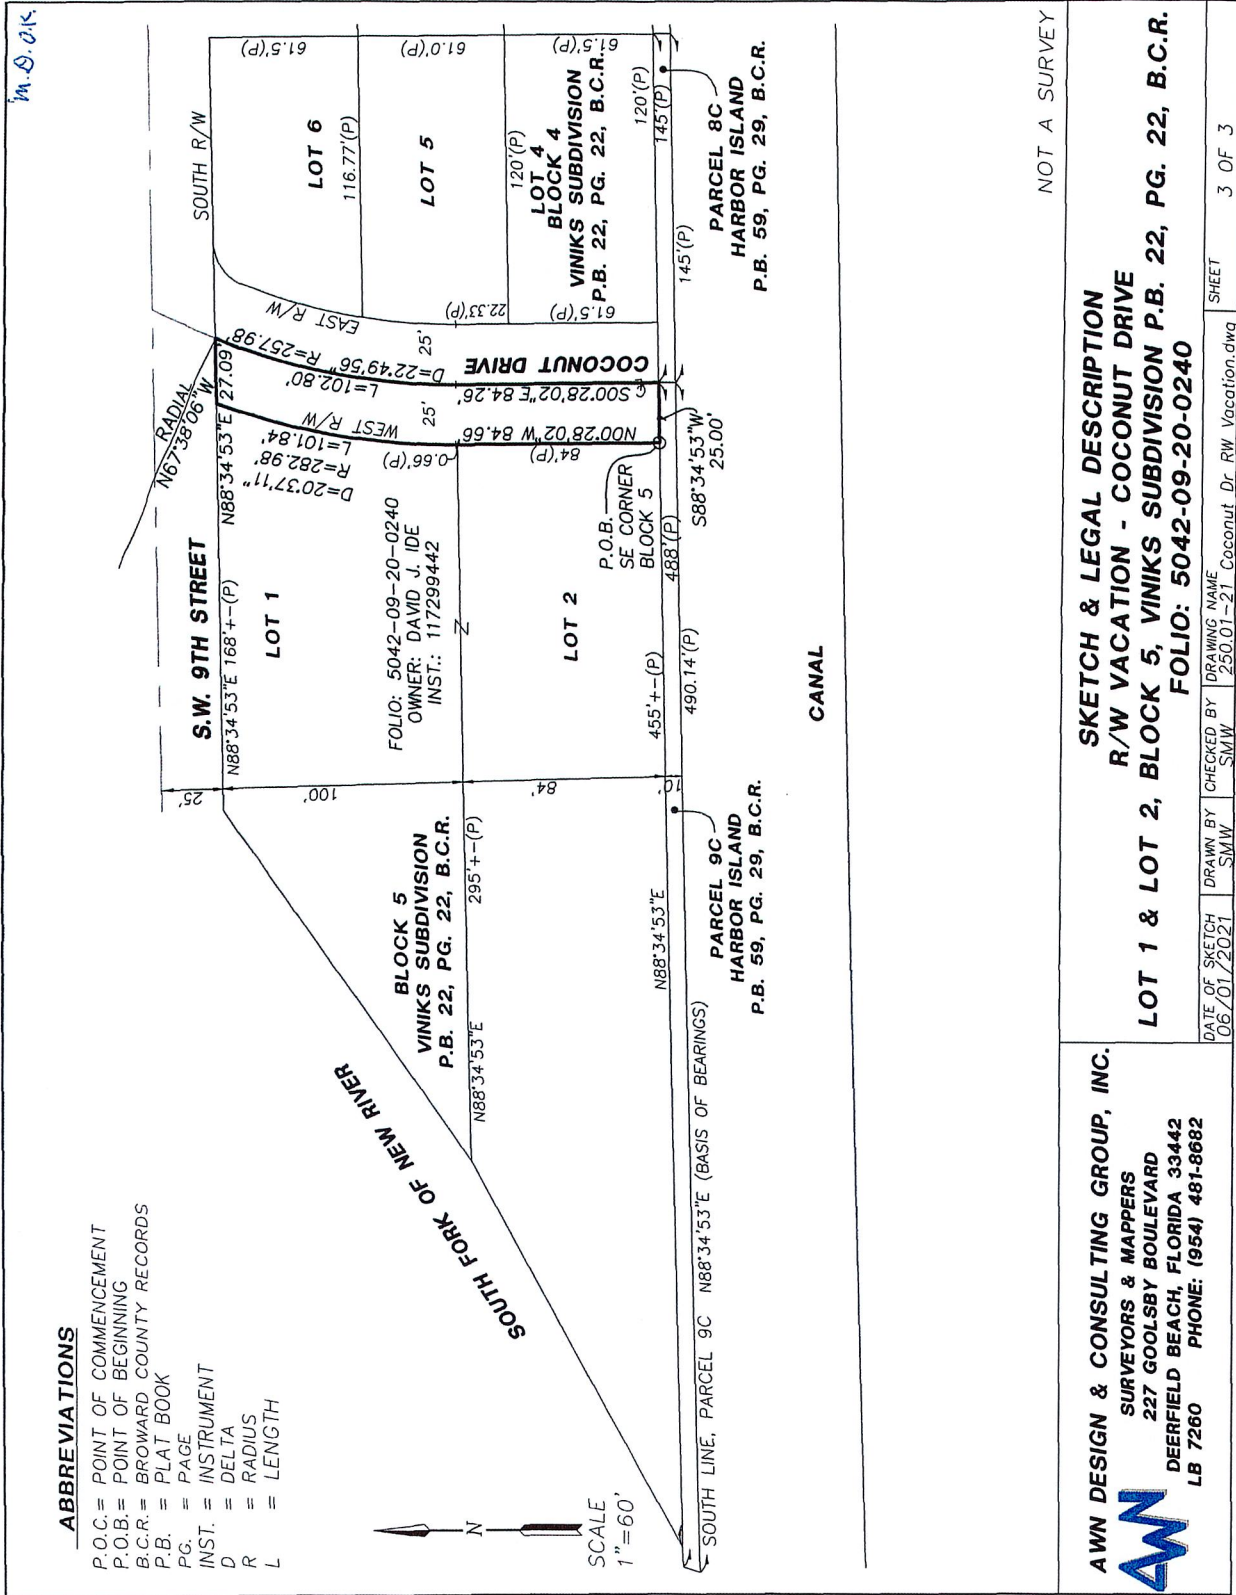 m.D. O.K.
ABBREVIATIONS
P.O.C.= POINT OF COMMENCEMENT
P.O.B.= POINT OF BEGINNING
B.C.R.= BROWARD COUNTY RECORDS
P.B. = PLAT BOOK
PG. = PAGE
INST. = INSTRUMENT
D = DELTA
R = RADIUS
L = LENGTH
N
SCALE
1"=60'
SOUTH FORK OF NEW RIVER
BLOCK 5
VINIKS SUBDIVISION
P.B. 22, PG. 22, B.C.R.
N88°34'53"E
295'+-(P)
25'
100'
84'
10'
S.W. 9TH STREET
N88°34'53"E 168'+-(P)
N88°34'53"E 27.09'
RADIAL
N67°38'06"W
SOUTH R/W
LOT 1
FOLIO: 5042-09-20-0240
OWNER: DAVID J. IDE
INST.: 117299442
Z
LOT 2
D=20°37'11"
R=282.98'
L=101.84'
WEST R/W
0.66'(P)
84'(P)
N00°28'02"W 84.66'
25'
L=102.80'
D=22°49'56" R=257.98'
S00°28'02"E 84.26'
25'
COCONUT DRIVE
EAST R/W
22.33'(P)
61.5'(P)
LOT 6
116.77'(P)
LOT 5
120'(P)
LOT 4
BLOCK 4
VINIKS SUBDIVISION
P.B. 22, PG. 22, B.C.R.
61.5'(P)
61.0'(P)
61.5'(P)
120'(P)
145'(P)
145'(P)
PARCEL 8C
HARBOR ISLAND
P.B. 59, PG. 29, B.C.R.
P.O.B.
SE CORNER
BLOCK 5
S88°34'53"W
25.00'
488'(P)
455'+-(P)
490.14'(P)
N88°34'53"E
PARCEL 9C
HARBOR ISLAND
P.B. 59, PG. 29, B.C.R.
SOUTH LINE, PARCEL 9C N88°34'53"E (BASIS OF BEARINGS)
CANAL
NOT A SURVEY
AWN
AWN DESIGN & CONSULTING GROUP, INC.
SURVEYORS & MAPPERS
227 GOOLSBY BOULEVARD
DEERFIELD BEACH, FLORIDA 33442
LB 7260 PHONE: (954) 481-8682
SKETCH & LEGAL DESCRIPTION
R/W VACATION - COCONUT DRIVE
LOT 1 & LOT 2, BLOCK 5, VINIKS SUBDIVISION P.B. 22, PG. 22, B.C.R.
FOLIO: 5042-09-20-0240
DATE OF SKETCH
06/01/2021
DRAWN BY
SMW
CHECKED BY
SMW
DRAWING NAME
250.01-21 Coconut Dr RW Vacation.dwg
SHEET
3 OF 3